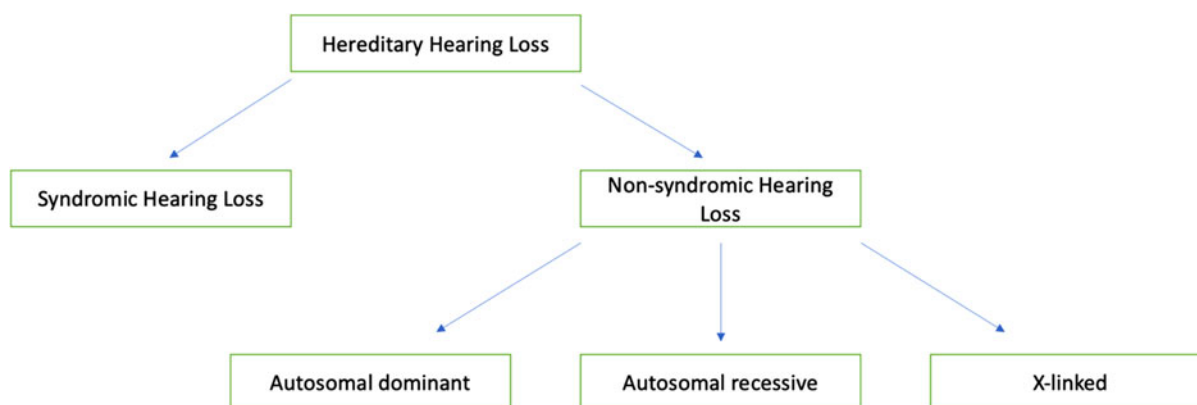 Hereditary Hearing Loss
Syndromic Hearing Loss
Non-syndromic Hearing
Loss
Autosomal dominant
Autosomal recessive
X-linked